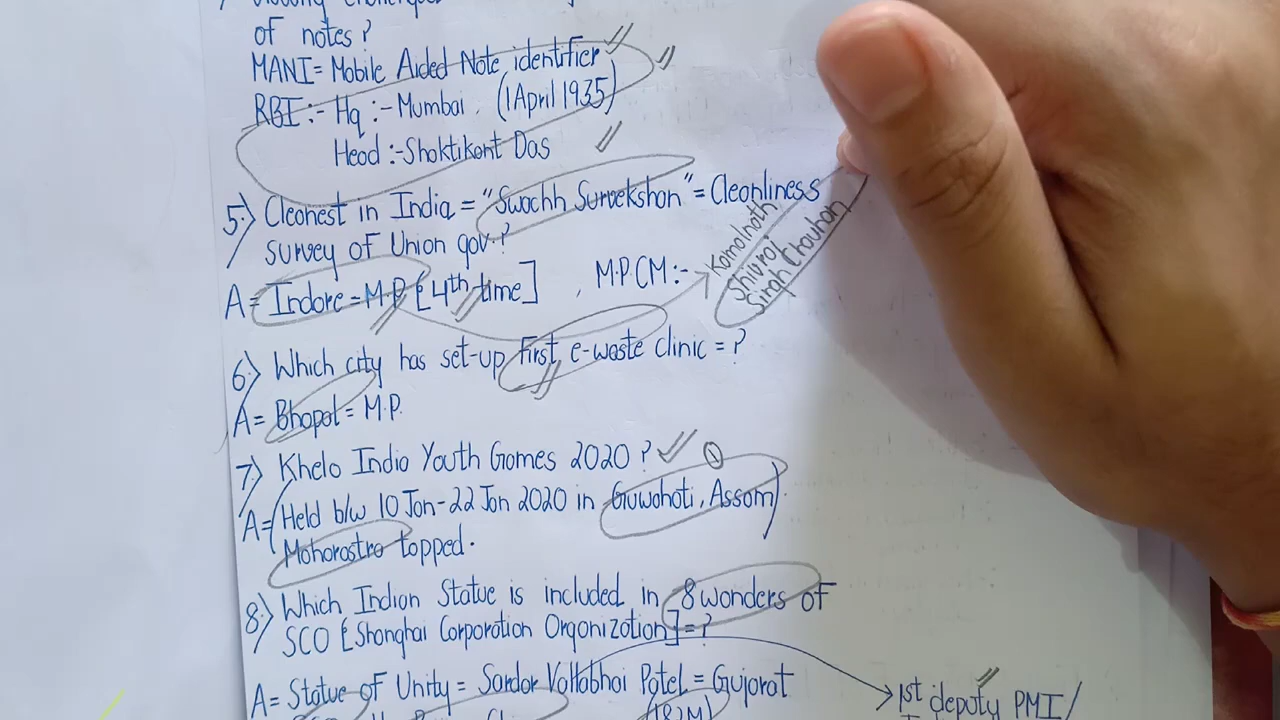 of notes?
MANI = Mobile Aided Note identifier
RBI :- Hq :- Mumbai. (1 April 1935)
Head :- Shaktikant Das
5) Cleanest in India = "Swachh Survekshan" = Cleanliness
survey of Union gov.?
A = Indore = M.P. [4th time] , M.P CM :- Kamalnath
Shivraj
Singh Chouhan
6) Which city has set-up first e-waste clinic = ?
A = Bhopal = M.P.
7) Khelo India Youth Games 2020? ①
A = (Held b/w 10 Jan - 22 Jan 2020 in Guwahati, Assam)
Maharastra topped.
8) Which Indian Statue is included in 8 wonders of
SCO [Shanghai Corporation Organization] = ?
A = Statue of Unity = Sardar Vallabhai Patel = Gujarat
(182M)
1st deputy PMI/